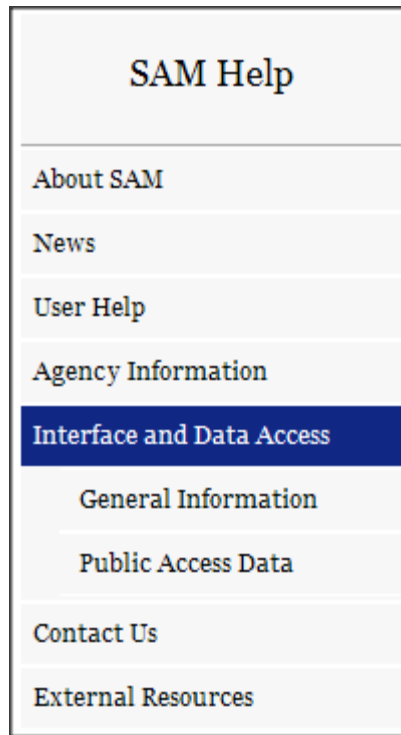 SAM Help
About SAM
News
User Help
Agency Information
Interface and Data Access
General Information
Public Access Data
Contact Us
External Resources